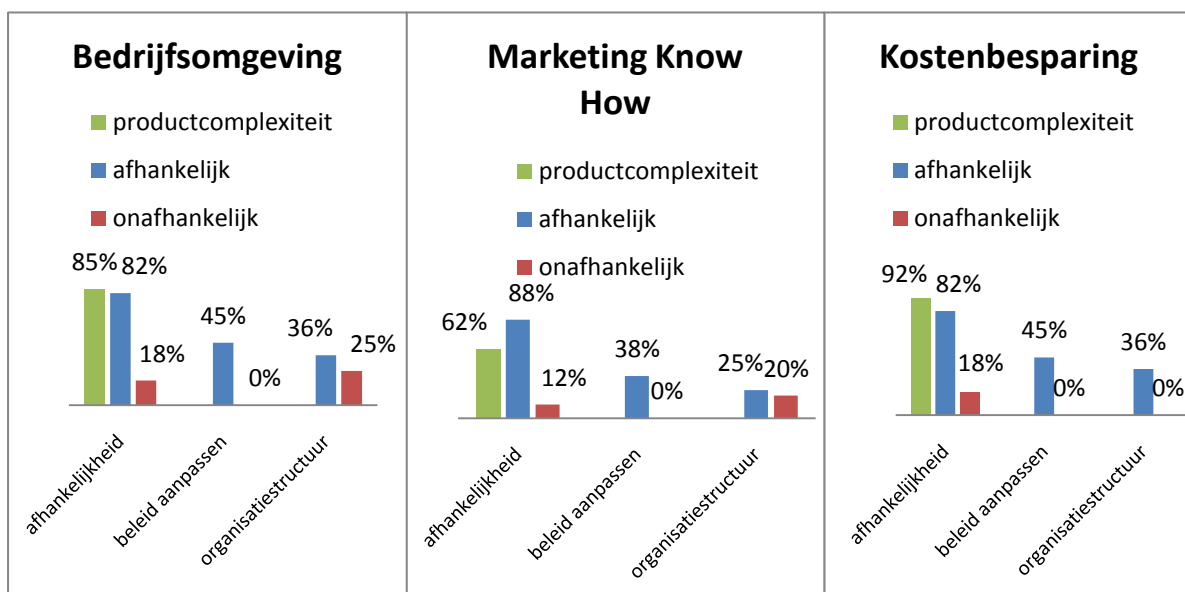 Bedrijfsomgeving
productcomplexiteit
afhankelijk
onafhankelijk
85%
82%
18%
45%
0%
36%
25%
afhankelijkheid
beleid aanpassen
organisatiestructuur
Marketing Know
How
productcomplexiteit
afhankelijk
onafhankelijk
62%
88%
12%
38%
0%
25%
20%
afhankelijkheid
beleid aanpassen
organisatiestructuur
Kostenbesparing
productcomplexiteit
afhankelijk
onafhankelijk
92%
82%
18%
45%
0%
36%
0%
afhankelijkheid
beleid aanpassen
organisatiestructuur